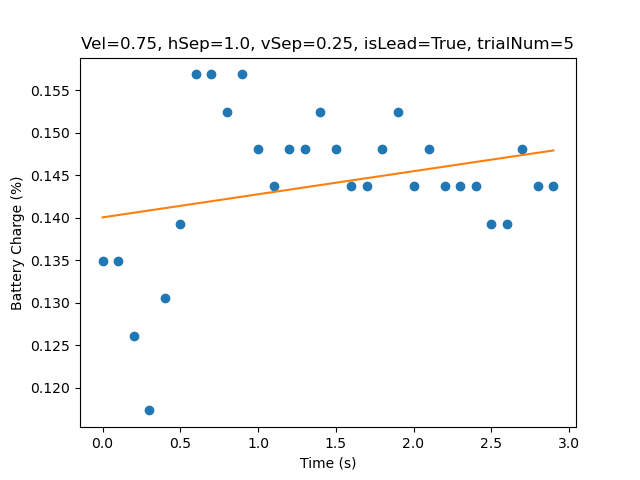 Vel=0.75, hSep=1.0, vSep=0.25, isLead=True, trialNum=5
Battery Charge (%)
0.155
0.150
0.145
0.140
0.135
0.130
0.125
0.120
0.0 0.5 1.0 1.5 2.0 2.5 3.0
Time (s)